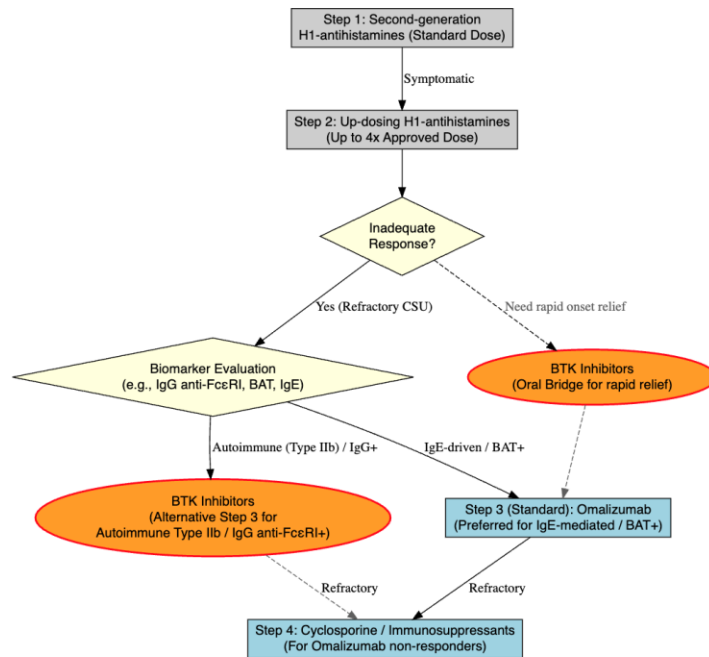 Step 1: Second-generation
H1-antihistamines (Standard Dose)
Symptomatic
Step 2: Up-dosing H1-antihistamines
(Up to 4x Approved Dose)
Inadequate
Response?
Yes (Refractory CSU)
Need rapid onset relief
Biomarker Evaluation
(e.g., IgG anti-FcεRI, BAT, IgE)
BTK Inhibitors
(Oral Bridge for rapid relief)
Autoimmune (Type IIb) / IgG+
IgE-driven / BAT+
BTK Inhibitors
(Alternative Step 3 for
Autoimmune Type IIb / IgG anti-FcεRI+)
Step 3 (Standard): Omalizumab
(Preferred for IgE-mediated / BAT+)
Refractory
Refractory
Step 4: Cyclosporine / Immunosuppressants
(For Omalizumab non-responders)